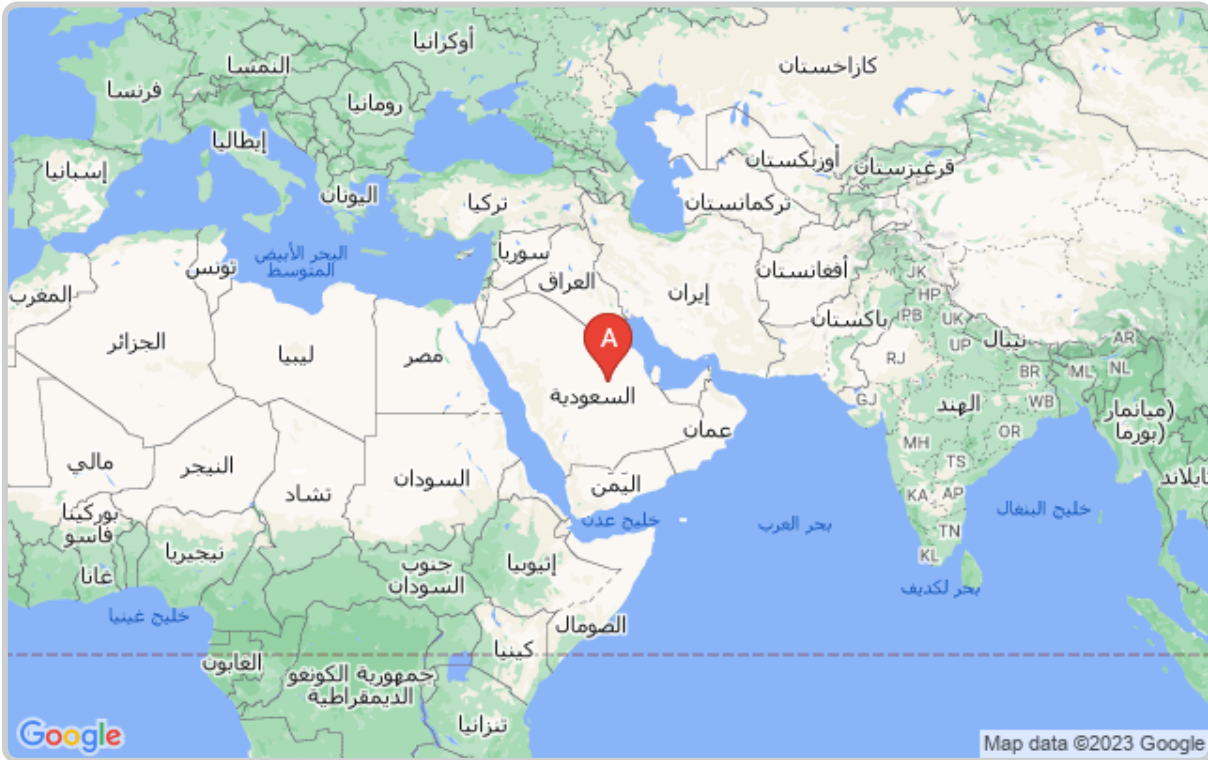 أوكرانيا
النمسا
كازاخستان
فرنسا
رومانيا
إيطاليا
أوزبكستان
قرغيزستان
إسبانيا
اليونان
تركيا
تركمانستان
سوريا
البحر الأبيض
المتوسط
تونس
العراق
أفغانستان
إيران
المغرب
JK
HP
PB
UK
باكستان
نيبال
UP
AR
الجزائر
ليبيا
مصر
A
RJ
BR
ML
NL
السعودية
GJ
الهند
WB
(ميانمار
بورما)
عمان
OR
MH
TS
مالي
النيجر
تشاد
السودان
اليمن
تايلاند
KA
AP
بوركينا
فاسو
خليج عدن
بحر العرب
خليج البنغال
TN
نيجيريا
KL
إثيوبيا
جنوب
السودان
غانا
بحر لكديف
خليج غينيا
الصومال
كينيا
الغابون
جمهورية الكونغو
الديمقراطية
تنزانيا
Google
Map data ©2023 Google